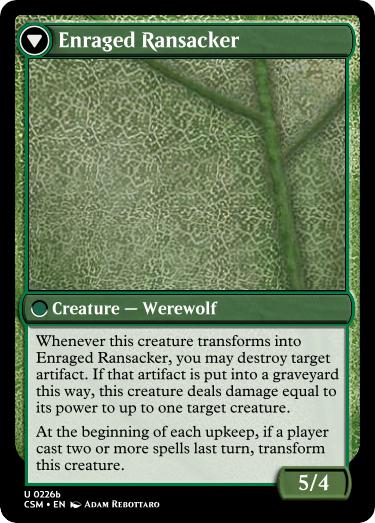 Enraged Ransacker
Creature — Werewolf
Whenever this creature transforms into
Enraged Ransacker, you may destroy target
artifact. If that artifact is put into a graveyard
this way, this creature deals damage equal to
its power to up to one target creature.
At the beginning of each upkeep, if a player
cast two or more spells last turn, transform
this creature.
5/4
U 0226b
CSM • EN Adam Rebottaro